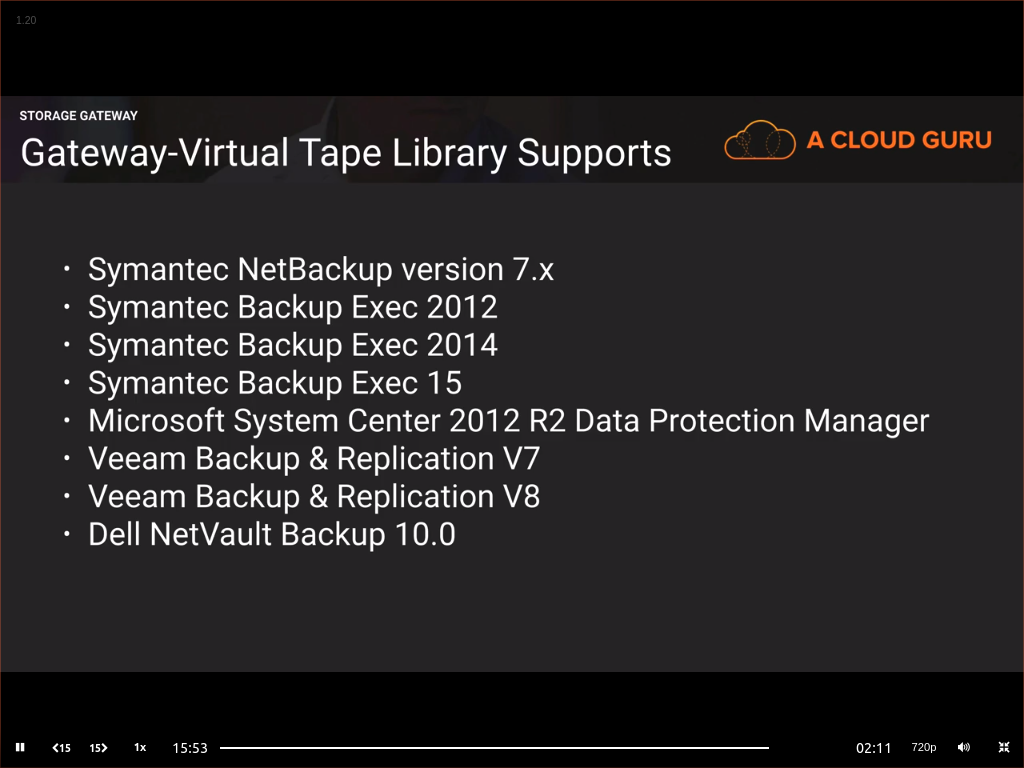 1.20
STORAGE GATEWAY
Gateway-Virtual Tape Library Supports
A CLOUD GURU
· Symantec NetBackup version 7.x
· Symantec Backup Exec 2012
· Symantec Backup Exec 2014
· Symantec Backup Exec 15
· Microsoft System Center 2012 R2 Data Protection Manager
· Veeam Backup & Replication V7
· Veeam Backup & Replication V8
· Dell NetVault Backup 10.0
15 15 1x 15:53 02:11 720p